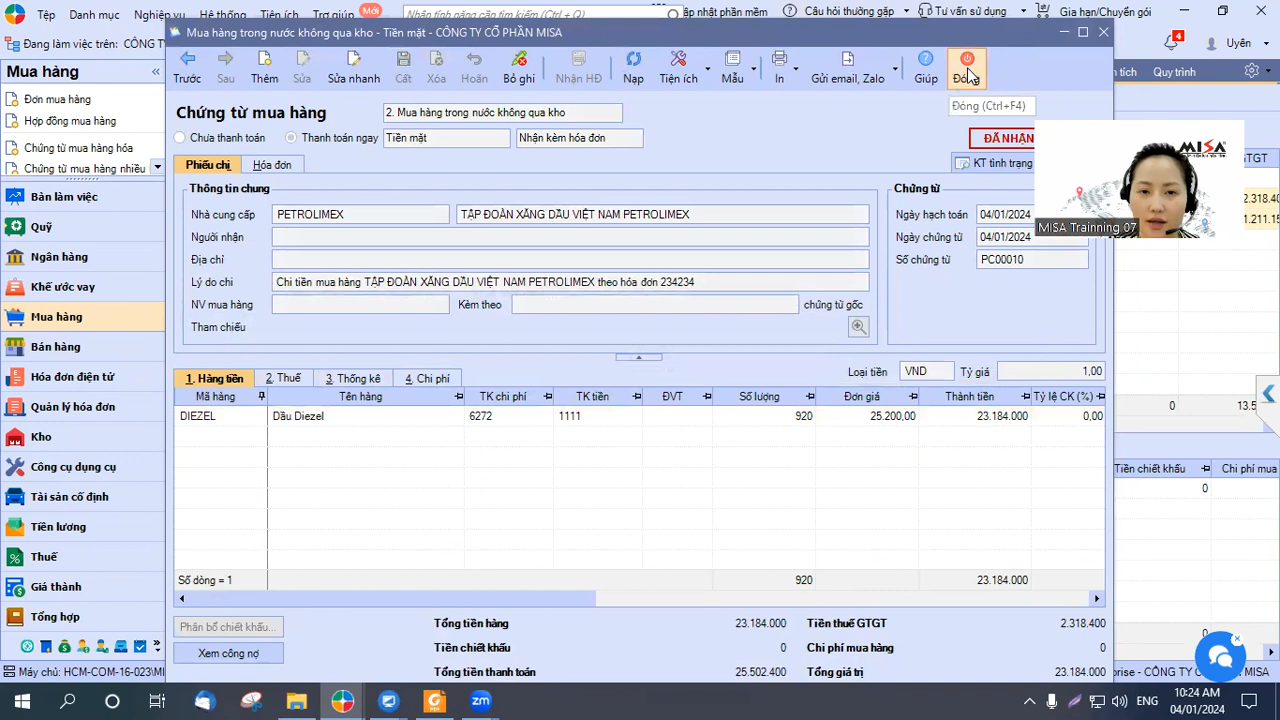 Danh mục
Nghiệp vụ
Hệ thống
Tiện ích
Trợ giúp
Mới
Nhập tính năng cần tìm kiếm (Ctrl+Q)
nhật phần mềm
Câu hỏi thường gặp
Tư vấn sử dụng
Gia hạn/Chuyển gói
Đang làm việc trên: CÔNG TY
4
Uyên
Mua hàng
tích
Quy trình
Mua hàng trong nước không qua kho - Tiền mặt - CÔNG TY CỔ PHẦN MISA
Trước
Sau
Thêm
Sửa
Sửa nhanh
Cất
Xóa
Hoãn
Bỏ ghi
Nhận HĐ
Nạp
Tiện ích
Mẫu
In
Gửi email, Zalo
Giúp
Đóng
Đóng (Ctrl+F4)
Đơn mua hàng
Hợp đồng mua hàng
Chứng từ mua hàng hóa
Chứng từ mua hàng nhiều
Bàn làm việc
Quỹ
Ngân hàng
Khế ước vay
Mua hàng
Bán hàng
Hóa đơn điện tử
Quản lý hóa đơn
Kho
Công cụ dụng cụ
Tài sản cố định
Tiền lương
Thuế
Giá thành
Tổng hợp
Chứng từ mua hàng
2. Mua hàng trong nước không qua kho
Chưa thanh toán
Thanh toán ngay
Tiền mặt
Nhận kèm hóa đơn
ĐÃ NHẬN
Phiếu chi
Hóa đơn
KT tình trạng
MISA
MISA Trainning 07
GTGT
2.318.40
1.211.15
Thông tin chung
Nhà cung cấp
PETROLIMEX
TẬP ĐOÀN XĂNG DẦU VIỆT NAM PETROLIMEX
Người nhận
Địa chỉ
Lý do chi
Chi tiền mua hàng TẬP ĐOÀN XĂNG DẦU VIỆT NAM PETROLIMEX theo hóa đơn 234234
NV mua hàng
Kèm theo
chứng từ gốc
Tham chiếu
Chứng từ
Ngày hạch toán
04/01/2024
Ngày chứng từ
04/01/2024
Số chứng từ
PC00010
1. Hàng tiền
2. Thuế
3. Thống kê
4. Chi phí
Loại tiền
VND
Tỷ giá
1,00
Mã hàng
Tên hàng
TK chi phí
TK tiền
ĐVT
Số lượng
Đơn giá
Thành tiền
Tỷ lệ CK (%)
DIEZEL
Dầu Diezel
6272
1111
920
25.200,00
23.184.000
0,00
0
13.5
Tiền chiết khấu
Chi phí mua
0
Số dòng = 1
920
23.184.000
Phân bổ chiết khấu...
Xem công nợ
Tổng tiền hàng
23.184.000
Tiền thuế GTGT
2.318.400
Tiền chiết khấu
0
Chi phí mua hàng
0
Tổng tiền thanh toán
25.502.400
Tổng giá trị
23.184.000
Máy chủ: HCM-COM-16-023\MI
prise - CÔNG TY CỔ PHẦN MISA
ENG
10:24 AM
04/01/2024